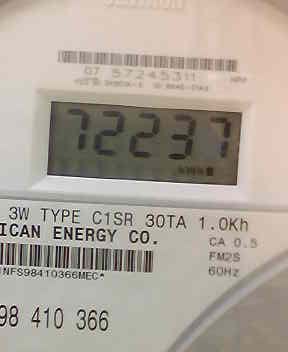 07 57245311
72237
3W TYPE C1SR 30TA 1.0Kh
ICAN ENERGY CO.
CA 0.5
FM2S
60Hz
NFS98410366MEC*
98 410 366